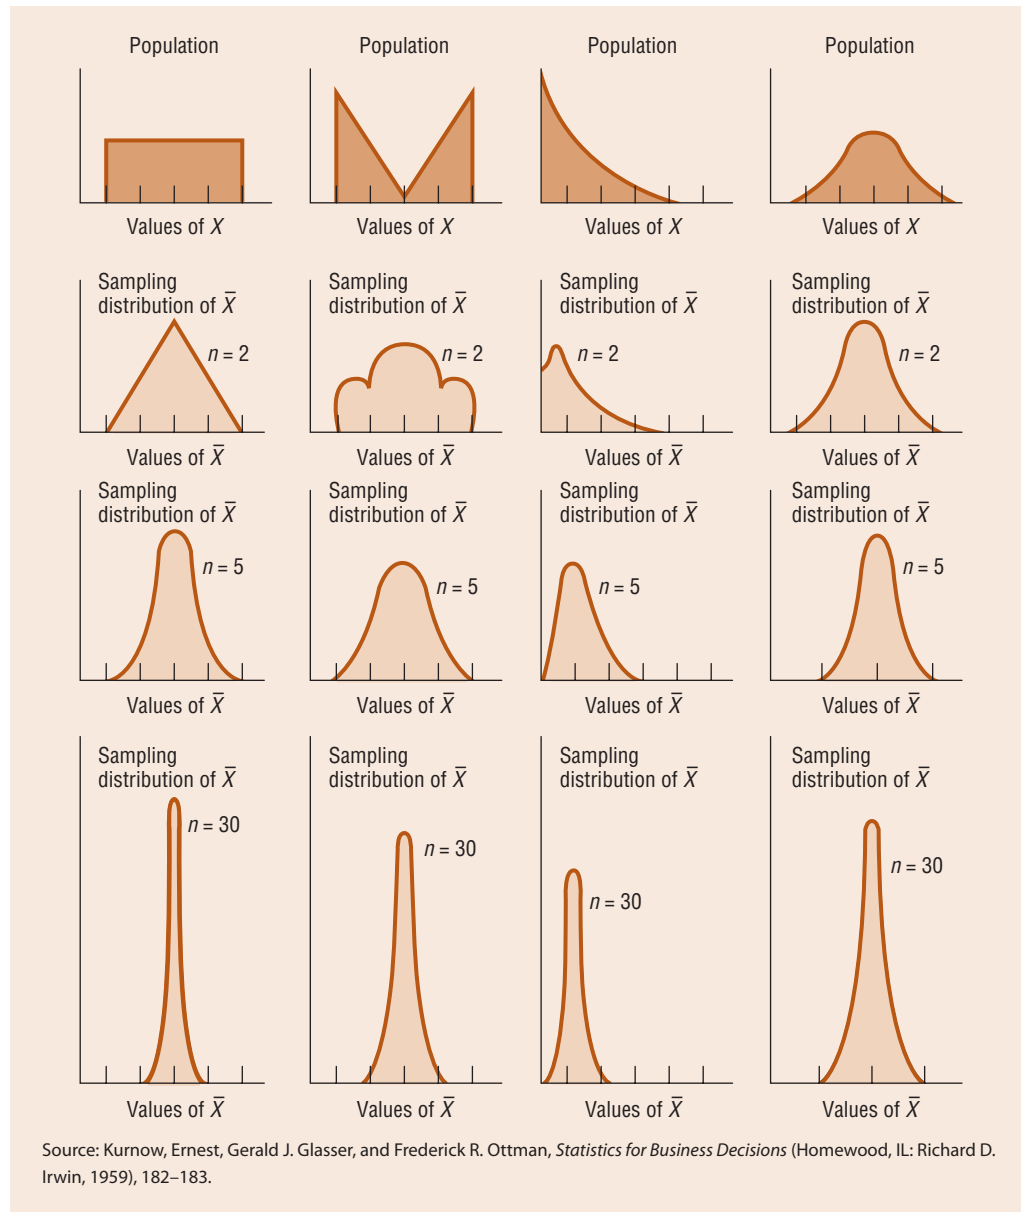 Population
Population
Population
Population
Values of X
Values of X
Values of X
Values of X
Sampling
distribution of X̅
n = 2
Sampling
distribution of X̅
n = 2
Sampling
distribution of X̅
n = 2
Sampling
distribution of X̅
n = 2
Values of X̅
Values of X̅
Values of X̅
Values of X̅
Sampling
distribution of X̅
n = 5
Sampling
distribution of X̅
n = 5
Sampling
distribution of X̅
n = 5
Sampling
distribution of X̅
n = 5
Values of X̅
Values of X̅
Values of X̅
Values of X̅
Sampling
distribution of X̅
n = 30
Sampling
distribution of X̅
n = 30
Sampling
distribution of X̅
n = 30
Sampling
distribution of X̅
n = 30
Values of X̅
Values of X̅
Values of X̅
Values of X̅
Source: Kurnow, Ernest, Gerald J. Glasser, and Frederick R. Ottman, Statistics for Business Decisions (Homewood, IL: Richard D.
Irwin, 1959), 182–183.